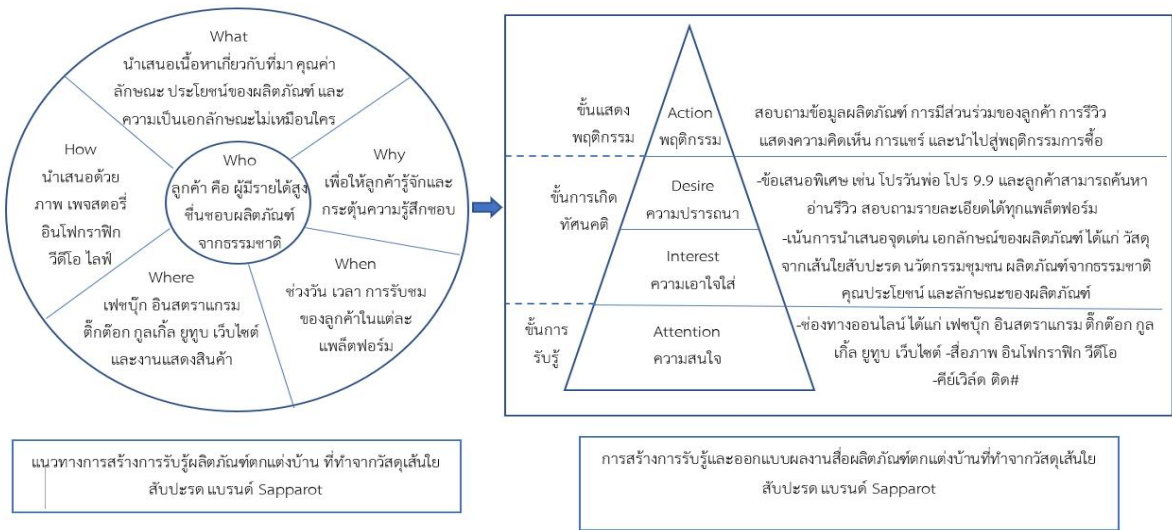 What
นำเสนอเนื้อหาเกี่ยวกับที่มา คุณค่า
ลักษณะ ประโยชน์ของผลิตภัณฑ์ และ
ความเป็นเอกลักษณะไม่เหมือนใคร
How
นำเสนอด้วย
ภาพ เพจสตอรี่
อินโฟกราฟิก
วีดีโอ ไลฟ์
Who
ลูกค้า คือ ผู้มีรายได้สูง
ชื่นชอบผลิตภัณฑ์
จากธรรมชาติ
Why
เพื่อให้ลูกค้ารู้จักและ
กระตุ้นความรู้สึกชอบ
Where
เฟซบุ๊ก อินสตราแกรม
ติ๊กต๊อก กูลเกิ้ล ยูทูบ เว็บไซต์
และงานแสดงสินค้า
When
ช่วงวัน เวลา การรับชม
ของลูกค้าในแต่ละ
แพล็ตฟอร์ม
แนวทางการสร้างการรับรู้ผลิตภัณฑ์ตกแต่งบ้าน ที่ทำจากวัสดุเส้นใย
สับปะรด แบรนด์ Sapparot
ขั้นแสดง
พฤติกรรม
Action
พฤติกรรม
สอบถามข้อมูลผลิตภัณฑ์ การมีส่วนร่วมของลูกค้า การรีวิว
แสดงความคิดเห็น การแชร์ และนำไปสู่พฤติกรรมการซื้อ
ขั้นการเกิด
ทัศนคติ
Desire
ความปรารถนา
-ข้อเสนอพิเศษ เช่น โปรวันพ่อ โปร 9.9 และลูกค้าสามารถค้นหา
อ่านรีวิว สอบถามรายละเอียดได้ทุกแพล็ตฟอร์ม
Interest
ความเอาใจใส่
-เน้นการนำเสนอจุดเด่น เอกลักษณ์ของผลิตภัณฑ์ ได้แก่ วัสดุ
จากเส้นใยสับปะรด นวัตกรรมชุมชน ผลิตภัณฑ์จากธรรมชาติ
คุณประโยชน์ และลักษณะของผลิตภัณฑ์
ขั้นการ
รับรู้
Attention
ความสนใจ
-ช่องทางออนไลน์ ได้แก่ เฟซบุ๊ก อินสตราแกรม ติ๊กต๊อก กูล
เกิ้ล ยูทูบ เว็บไซต์ -สื่อภาพ อินโฟกราฟิก วีดีโอ
-คีย์เวิล์ด ติด#
การสร้างการรับรู้และออกแบบผลงานสื่อผลิตภัณฑ์ตกแต่งบ้านที่ทำจากวัสดุเส้นใย
สับปะรด แบรนด์ Sapparot